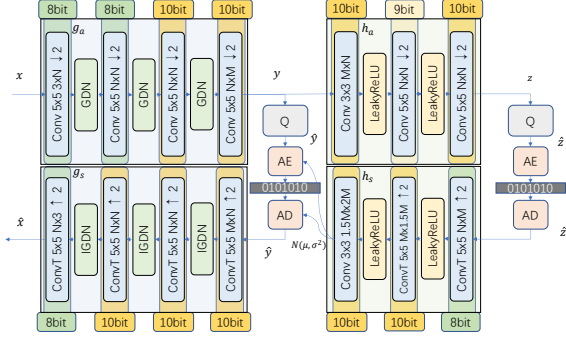 8bit 8bit 10bit 10bit 10bit 9bit 10bit
g_a
h_a
x
Conv 5x5 3xN ↓ 2
GDN
Conv 5x5 NxN ↓ 2
GDN
Conv 5x5 NxN ↓ 2
GDN
Conv 5x5 NxM ↓ 2
y
Conv 3x3 MxN
LeakyReLU
Conv 5x5 NxN ↓ 2
LeakyReLU
Conv 5x5 NxN ↓ 2
z
Q
ŷ
AE
0101010
AD
ŷ
N(μ, σ²)
Q
ẑ
AE
0101010
AD
ẑ
g_s
h_s
x̂
ConvT 5x5 Nx3 ↑ 2
IGDN
ConvT 5x5 NxN ↑ 2
IGDN
ConvT 5x5 NxN ↑ 2
IGDN
ConvT 5x5 MxN ↑ 2
Conv 3x3 1.5Mx2M
LeakyReLU
ConvT 5x5 Mx1.5M ↑ 2
LeakyReLU
ConvT 5x5 NxM ↑ 2
8bit 10bit 10bit 10bit 10bit 10bit 8bit